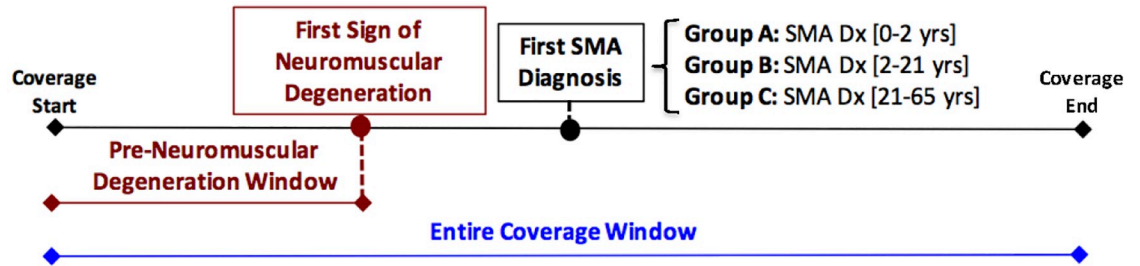 First Sign of
Neuromuscular
Degeneration
First SMA
Diagnosis
Group A: SMA Dx [0-2 yrs]
Group B: SMA Dx [2-21 yrs]
Group C: SMA Dx [21-65 yrs]
Coverage
Start
Coverage
End
Pre-Neuromuscular
Degeneration Window
Entire Coverage Window